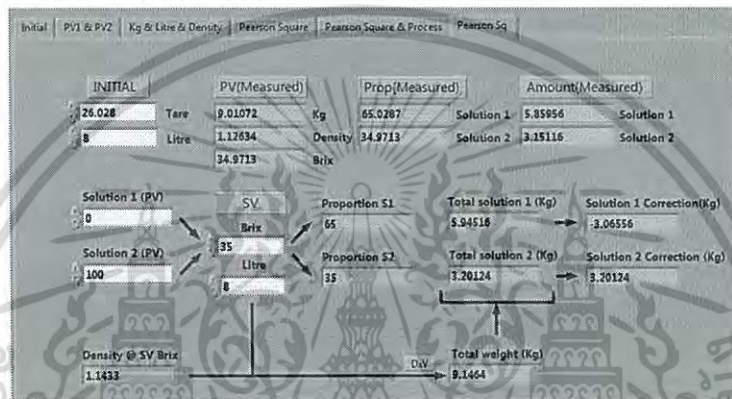 Initial PV1 & PV2 Kg & Litre & Density Pearson Square Pearson Square & Process Pearson Sq
INITIAL PV(Measured) Prop(Measured) Amount(Measured)
26.028 Tare 9.01072 Kg 65.0287 Solution 1 5.85956 Solution 1
8 Litre 1.12634 Density 34.9713 Solution 2 3.15116 Solution 2
34.9713 Brix
Solution 1 (PV) SV Proportion S1 Total solution 1 (Kg) Solution 1 Correction(Kg)
0 Brix 65 5.94516 -3.06556
35
Solution 2 (PV) Litre Proportion S2 Total solution 2 (Kg) Solution 2 Correction (Kg)
100 8 35 3.20124 3.20124
Density @ SV Brix DxV Total weight (Kg)
1.1433 9.1464